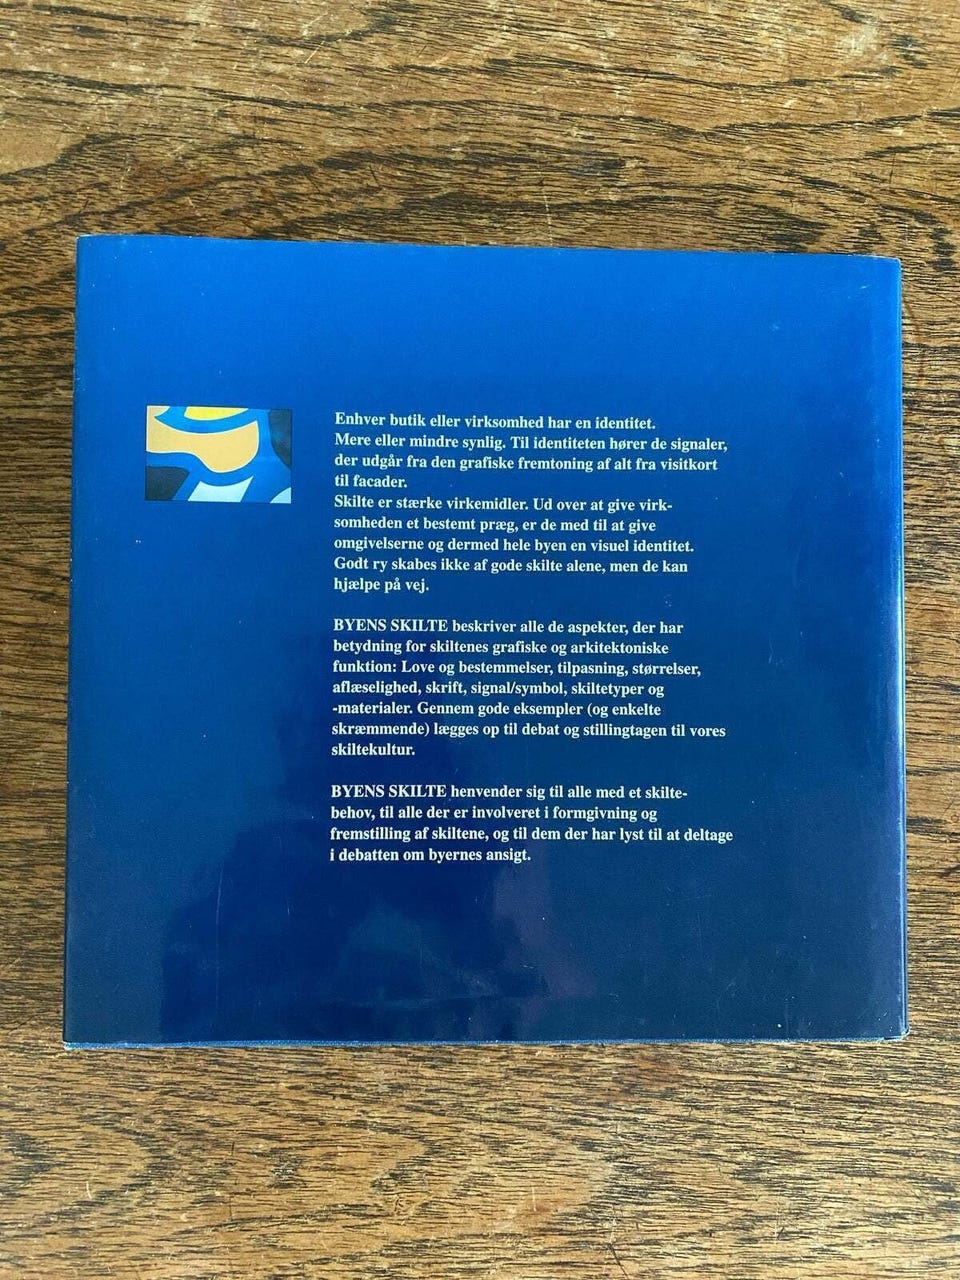 Enhver butik eller virksomhed har en identitet.
Mere eller mindre synlig. Til identiteten hører de signaler,
der udgår fra den grafiske fremtoning af alt fra visitkort
til facader.
Skilte er stærke virkemidler. Ud over at give virk-
somheden et bestemt præg, er de med til at give
omgivelserne og dermed hele byen en visuel identitet.
Godt ry skabes ikke af gode skilte alene, men de kan
hjælpe på vej.
BYENS SKILTE beskriver alle de aspekter, der har
betydning for skiltenes grafiske og arkitektoniske
funktion: Love og bestemmelser, tilpasning, størrelser,
aflæselighed, skrift, signal/symbol, skiltetyper og
-materialer. Gennem gode eksempler (og enkelte
skræmmende) lægges op til debat og stillingtagen til vores
skiltekultur.
BYENS SKILTE henvender sig til alle med et skilte-
behov, til alle der er involveret i formgivning og
fremstilling af skiltene, og til dem der har lyst til at deltage
i debatten om byernes ansigt.